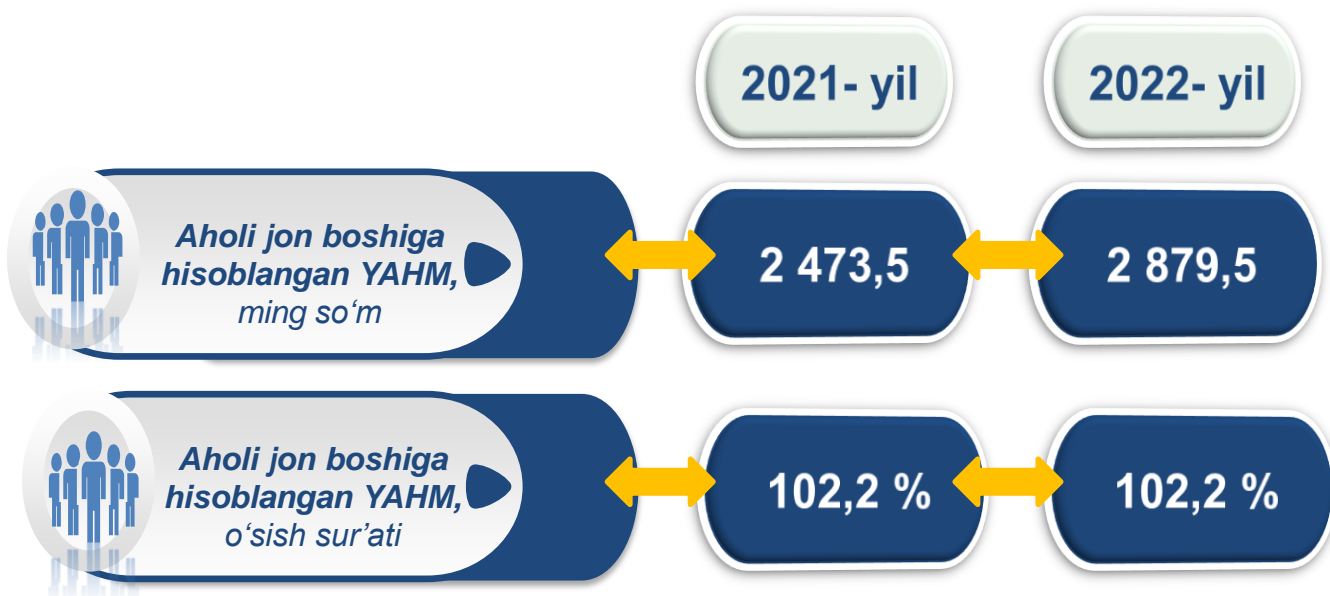 2021- yil
2022- yil
Aholi jon boshiga
hisoblangan YAHM,
ming so‘m
2 473,5
2 879,5
Aholi jon boshiga
hisoblangan YAHM,
o‘sish sur’ati
102,2 %
102,2 %